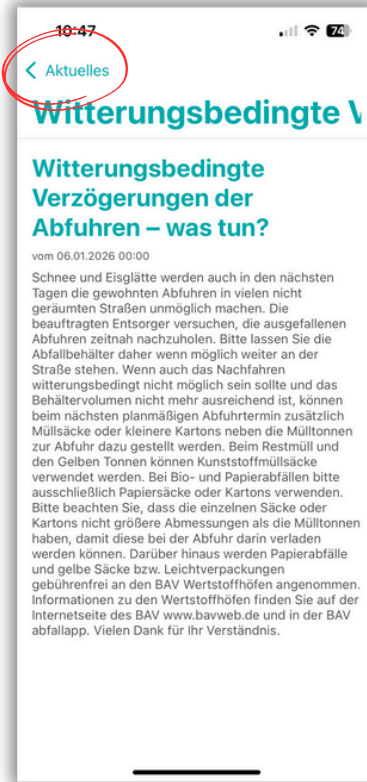 10:47
74
Aktuelles
Witterungsbedingte V
Witterungsbedingte
Verzögerungen der
Abfuhren – was tun?
vom 06.01.2026 00:00
Schnee und Eisglätte werden auch in den nächsten
Tagen die gewohnten Abfuhren in vielen nicht
geräumten Straßen unmöglich machen. Die
beauftragten Entsorger versuchen, die ausgefallenen
Abfuhren zeitnah nachzuholen. Bitte lassen Sie die
Abfallbehälter daher wenn möglich weiter an der
Straße stehen. Wenn auch das Nachfahren
witterungsbedingt nicht möglich sein sollte und das
Behältervolumen nicht mehr ausreichend ist, können
beim nächsten planmäßigen Abfuhrtermin zusätzlich
Müllsäcke oder kleinere Kartons neben die Mülltonnen
zur Abfuhr dazu gestellt werden. Beim Restmüll und
den Gelben Tonnen können Kunststoffmüllsäcke
verwendet werden. Bei Bio- und Papierabfällen bitte
ausschließlich Papiersäcke oder Kartons verwenden.
Bitte beachten Sie, dass die einzelnen Säcke oder
Kartons nicht größere Abmessungen als die Mülltonnen
haben, damit diese bei der Abfuhr darin verladen
werden können. Darüber hinaus werden Papierabfälle
und gelbe Säcke bzw. Leichtverpackungen
gebührenfrei an den BAV Wertstoffhöfen angenommen.
Informationen zu den Wertstoffhöfen finden Sie auf der
Internetseite des BAV www.bavweb.de und in der BAV
abfallapp. Vielen Dank für Ihr Verständnis.